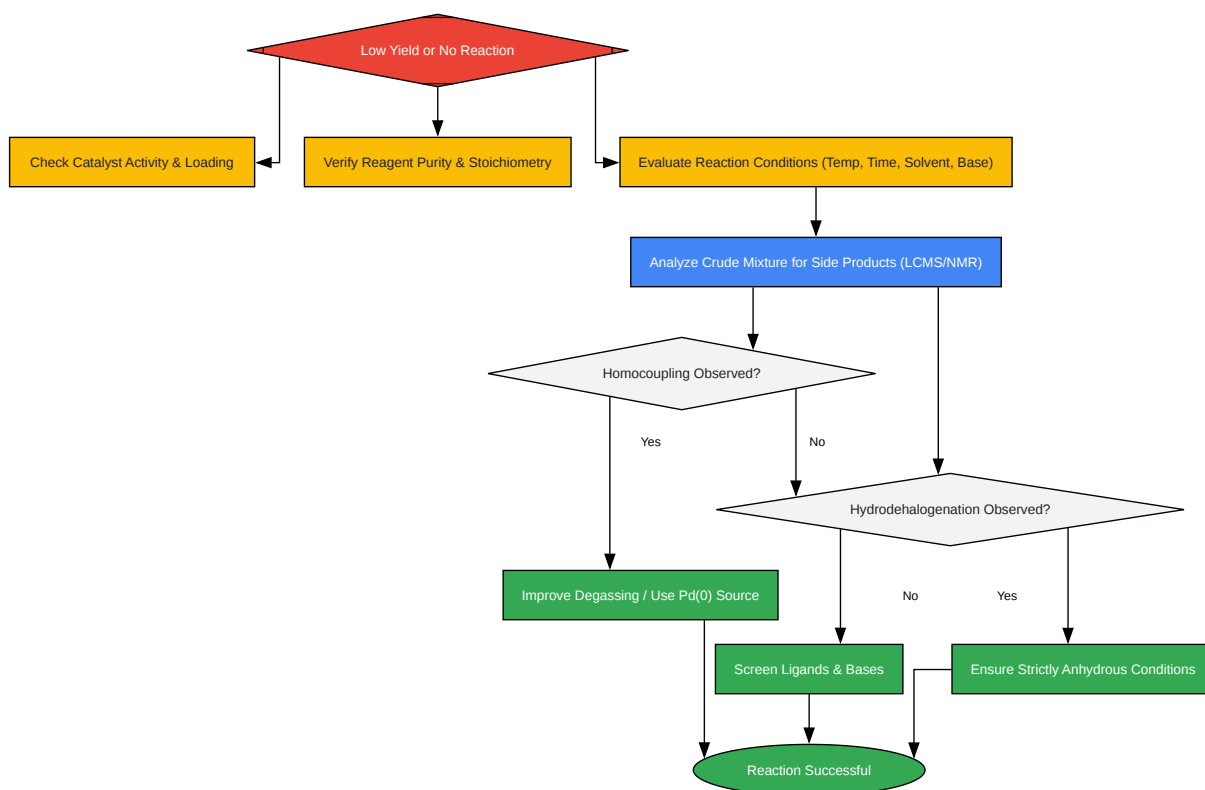 Low Yield or No Reaction
Check Catalyst Activity & Loading
Verify Reagent Purity & Stoichiometry
Evaluate Reaction Conditions (Temp, Time, Solvent, Base)
Analyze Crude Mixture for Side Products (LCMS/NMR)
Homocoupling Observed?
Yes
No
Hydrodehalogenation Observed?
Improve Degassing / Use Pd(0) Source
No
Yes
Screen Ligands & Bases
Ensure Strictly Anhydrous Conditions
Reaction Successful